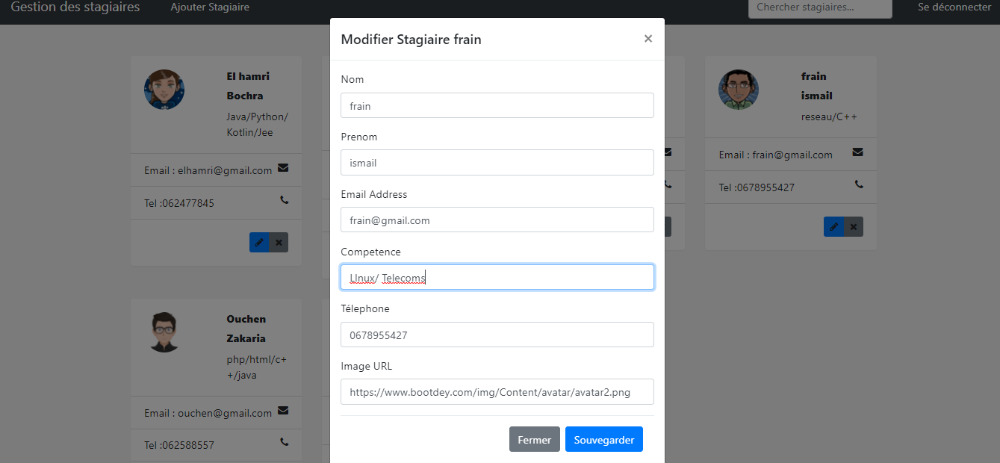 Gestion des stagiaires
Ajouter Stagiaire
Chercher stagiaires...
Se déconnecter
El hamri
Bochra
Java/Python/
Kotlin/Jee
Email : elhamri@gmail.com
Tel :062477845
Ouchen
Zakaria
php/html/c+
+/java
Email : ouchen@gmail.com
Tel :062588557
Modifier Stagiaire frain
×
Nom
frain
Prenom
ismail
Email Address
frain@gmail.com
Competence
LInux/ Telecoms
Télephone
0678955427
Image URL
https://www.bootdey.com/img/Content/avatar/avatar2.png
Fermer
Souvegarder
frain
ismail
reseau/C++
Email : frain@gmail.com
Tel :0678955427